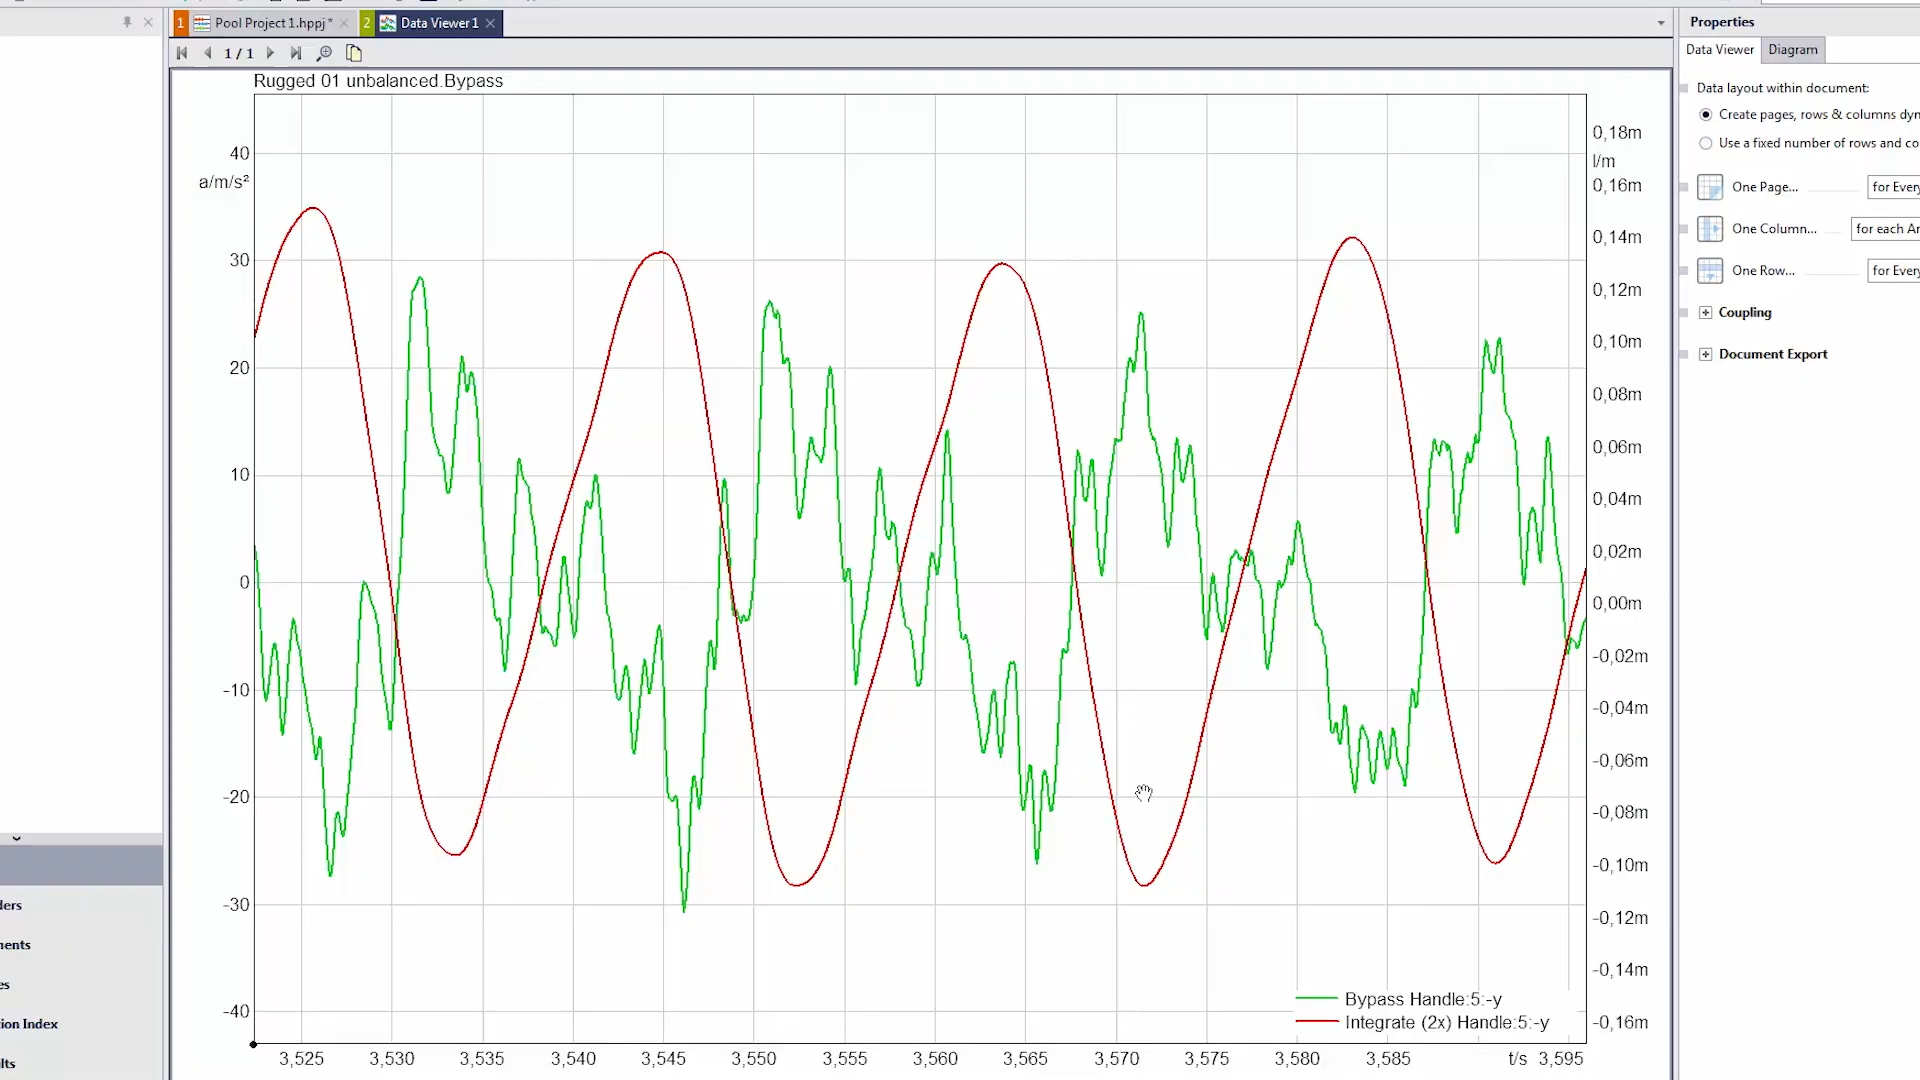 1 Pool Project 1.hppj* 2 Data Viewer1
1 / 1
Rugged 01 unbalanced.Bypass
40
a/m/s²
30
20
10
0
-10
-20
-30
-40
0,18m
l/m
0,16m
0,14m
0,12m
0,10m
0,08m
0,06m
0,04m
0,02m
0,00m
-0,02m
-0,04m
-0,06m
-0,08m
-0,10m
-0,12m
-0,14m
-0,16m
Bypass Handle:5:-y
Integrate (2x) Handle:5:-y
3,525 3,530 3,535 3,540 3,545 3,550 3,555 3,560 3,565 3,570 3,575 3,580 3,585 t/s 3,595
Properties
Data Viewer Diagram
Data layout within document:
Create pages, rows & columns dyn
Use a fixed number of rows and co
One Page... for Every
One Column... for each An
One Row... for Every
Coupling
Document Export
ders
nents
es
ion Index
lts